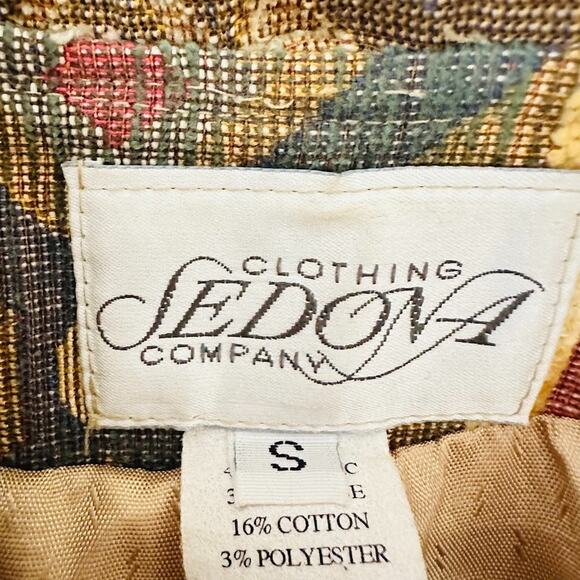 CLOTHING
SEDONA
COMPANY
S
16% COTTON
3% POLYESTER